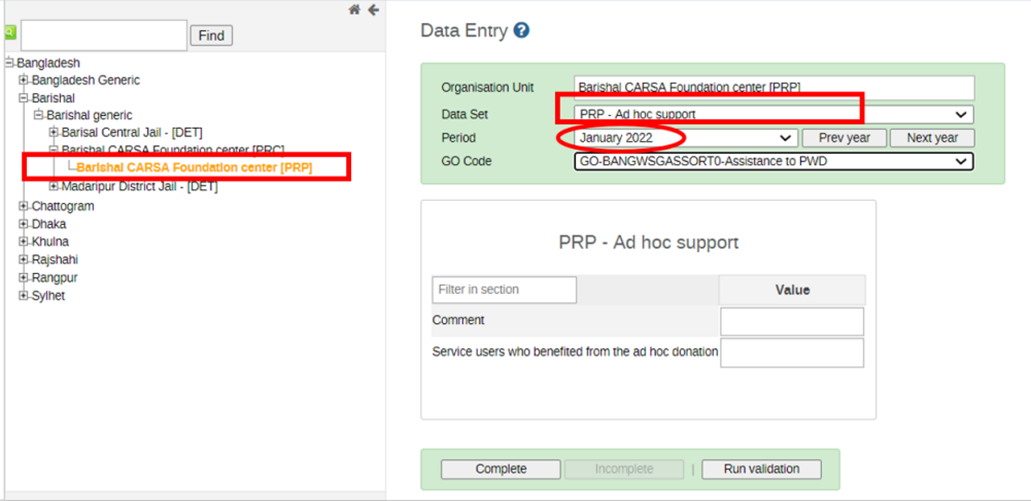 Find
Bangladesh
Bangladesh Generic
Barishal
Barishal generic
Barisal Central Jail - [DET]
Barishal CARSA Foundation center [PRC]
Barishal CARSA Foundation center [PRP]
Madaripur District Jail - [DET]
Chattogram
Dhaka
Khulna
Rajshahi
Rangpur
Sylhet
Data Entry ?
Organisation Unit Barishal CARSA Foundation center [PRP]
Data Set PRP - Ad hoc support
Period January 2022 Prev year Next year
GO Code GO-BANGWSGASSORT0-Assistance to PWD
PRP - Ad hoc support
Filter in section Value
Comment
Service users who benefited from the ad hoc donation
Complete Incomplete | Run validation